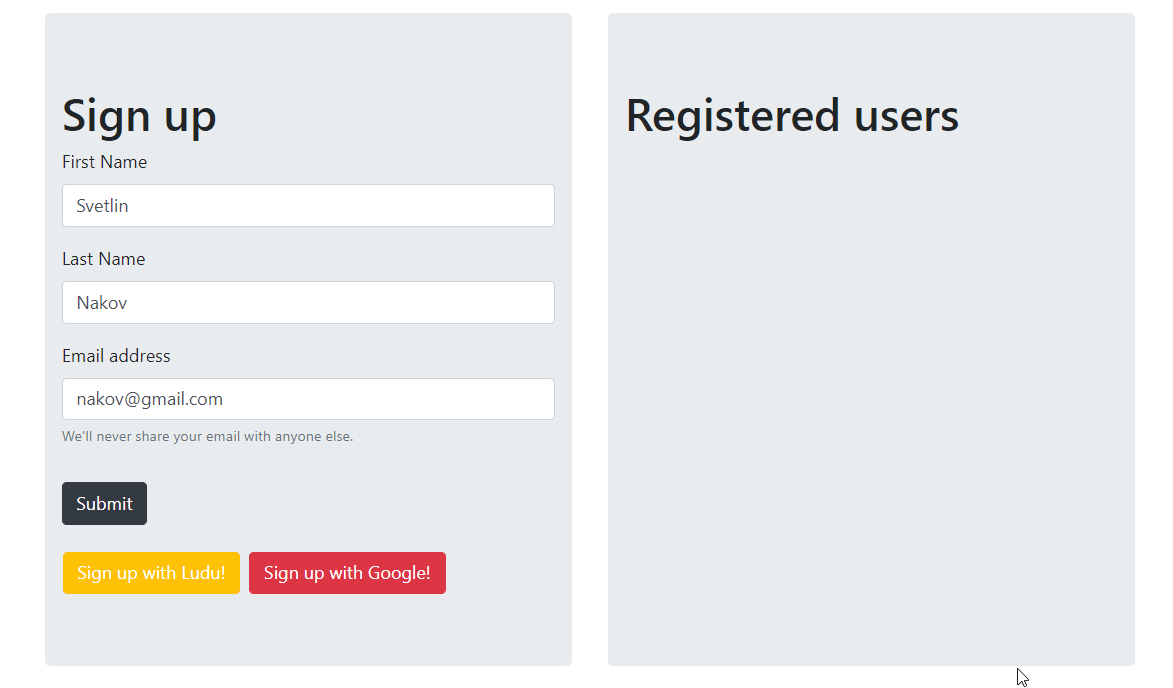 Sign up
First Name
Svetlin
Last Name
Nakov
Email address
nakov@gmail.com
We'll never share your email with anyone else.
Submit
Sign up with Ludu!
Sign up with Google!
Registered users